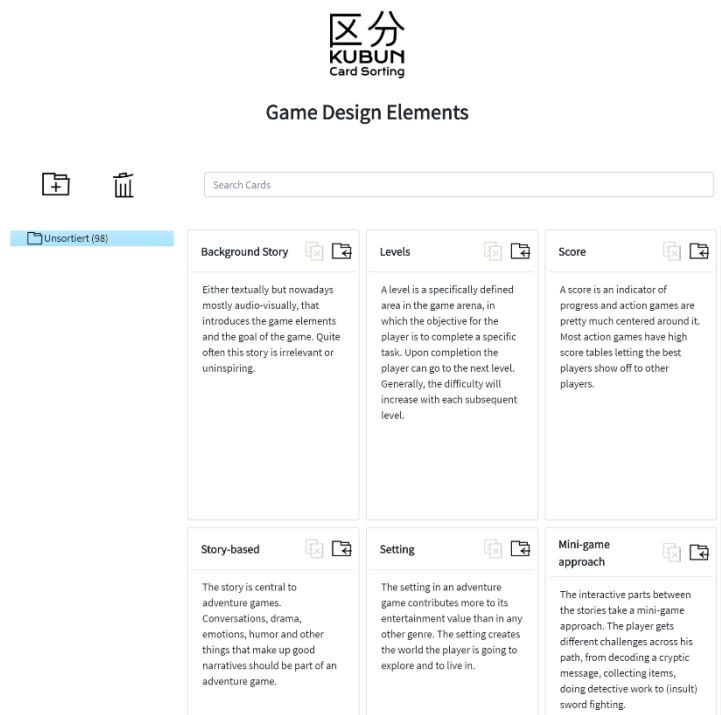 区分
KUBUN
Card Sorting
Game Design Elements
Search Cards
Unsortiert (98)
Background Story
Either textually but nowadays
mostly audio-visually, that
introduces the game elements
and the goal of the game. Quite
often this story is irrelevant or
uninspiring.
Levels
A level is a specifically defined
area in the game arena, in
which the objective for the
player is to complete a specific
task. Upon completion the
player can go to the next level.
Generally, the difficulty will
increase with each subsequent
level.
Score
A score is an indicator of
progress and action games are
pretty much centered around it.
Most action games have high
score tables letting the best
players show off to other
players.
Story-based
The story is central to
adventure games.
Conversations, drama,
emotions, humor and other
things that make up good
narratives should be part of an
adventure game.
Setting
The setting in an adventure
game contributes more to its
entertainment value than in any
other genre. The setting creates
the world the player is going to
explore and to live in.
Mini-game
approach
The interactive parts between
the stories take a mini-game
approach. The player gets
different challenges across his
path, from decoding a cryptic
message, collecting items,
doing detective work to (insult)
sword fighting.